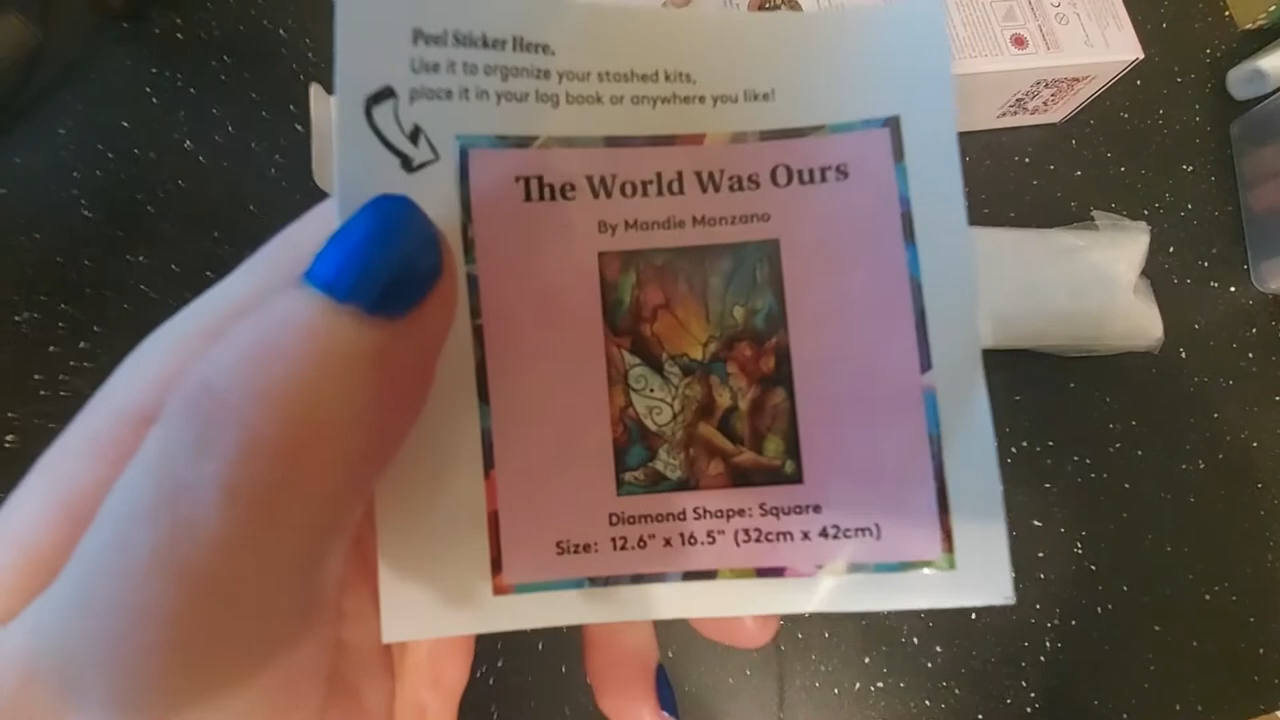 Peel Sticker Here.
Use it to organize your stashed kits,
place it in your log book or anywhere you like!
The World Was Ours
By Mandie Manzano
Diamond Shape: Square
Size: 12.6" x 16.5" (32cm x 42cm)